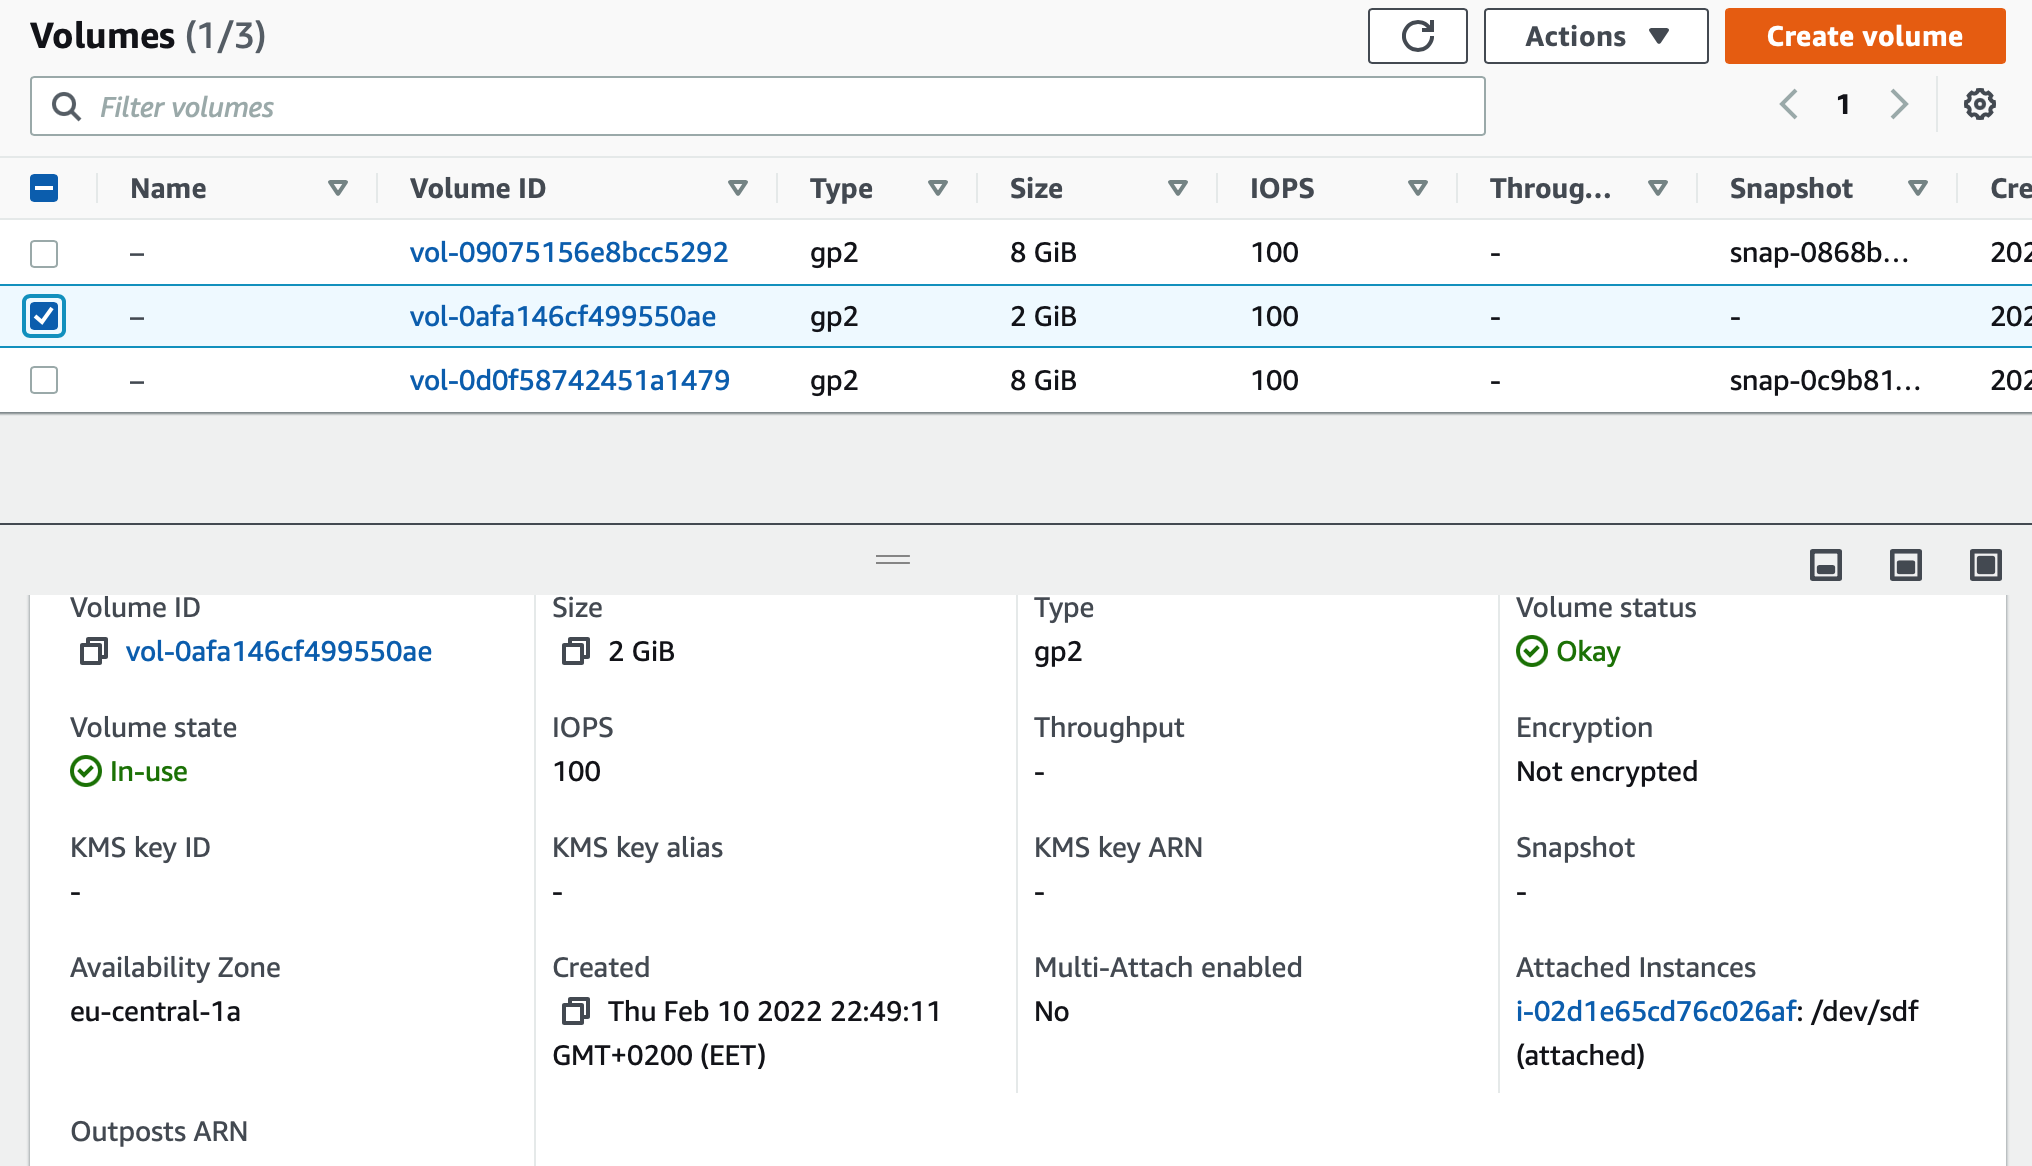 Volumes (1/3)
Actions
Create volume
Filter volumes
1
Name Volume ID Type Size IOPS Throug... Snapshot Cre
– vol-09075156e8bcc5292 gp2 8 GiB 100 - snap-0868b... 202
– vol-0afa146cf499550ae gp2 2 GiB 100 - - 202
– vol-0d0f58742451a1479 gp2 8 GiB 100 - snap-0c9b81... 202
Volume ID Size Type Volume status
vol-0afa146cf499550ae 2 GiB gp2 Okay
Volume state IOPS Throughput Encryption
In-use 100 - Not encrypted
KMS key ID KMS key alias KMS key ARN Snapshot
- - - -
Availability Zone Created Multi-Attach enabled Attached Instances
eu-central-1a Thu Feb 10 2022 22:49:11 No i-02d1e65cd76c026af: /dev/sdf
GMT+0200 (EET) (attached)
Outposts ARN